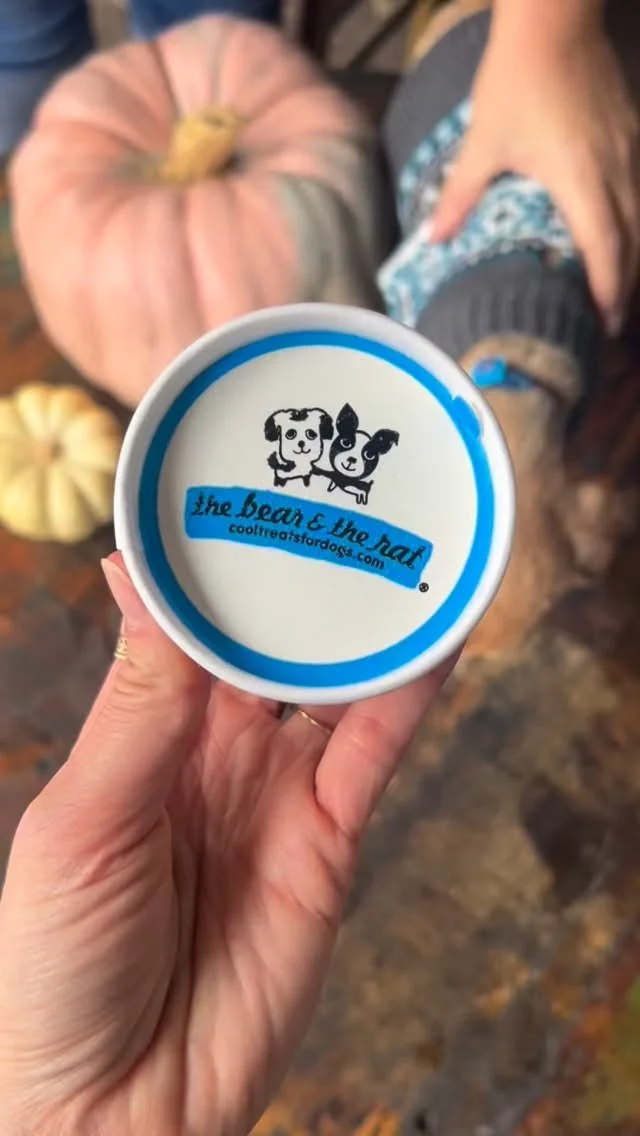 the bear & the rat
cooltreatsfordogs.com
®